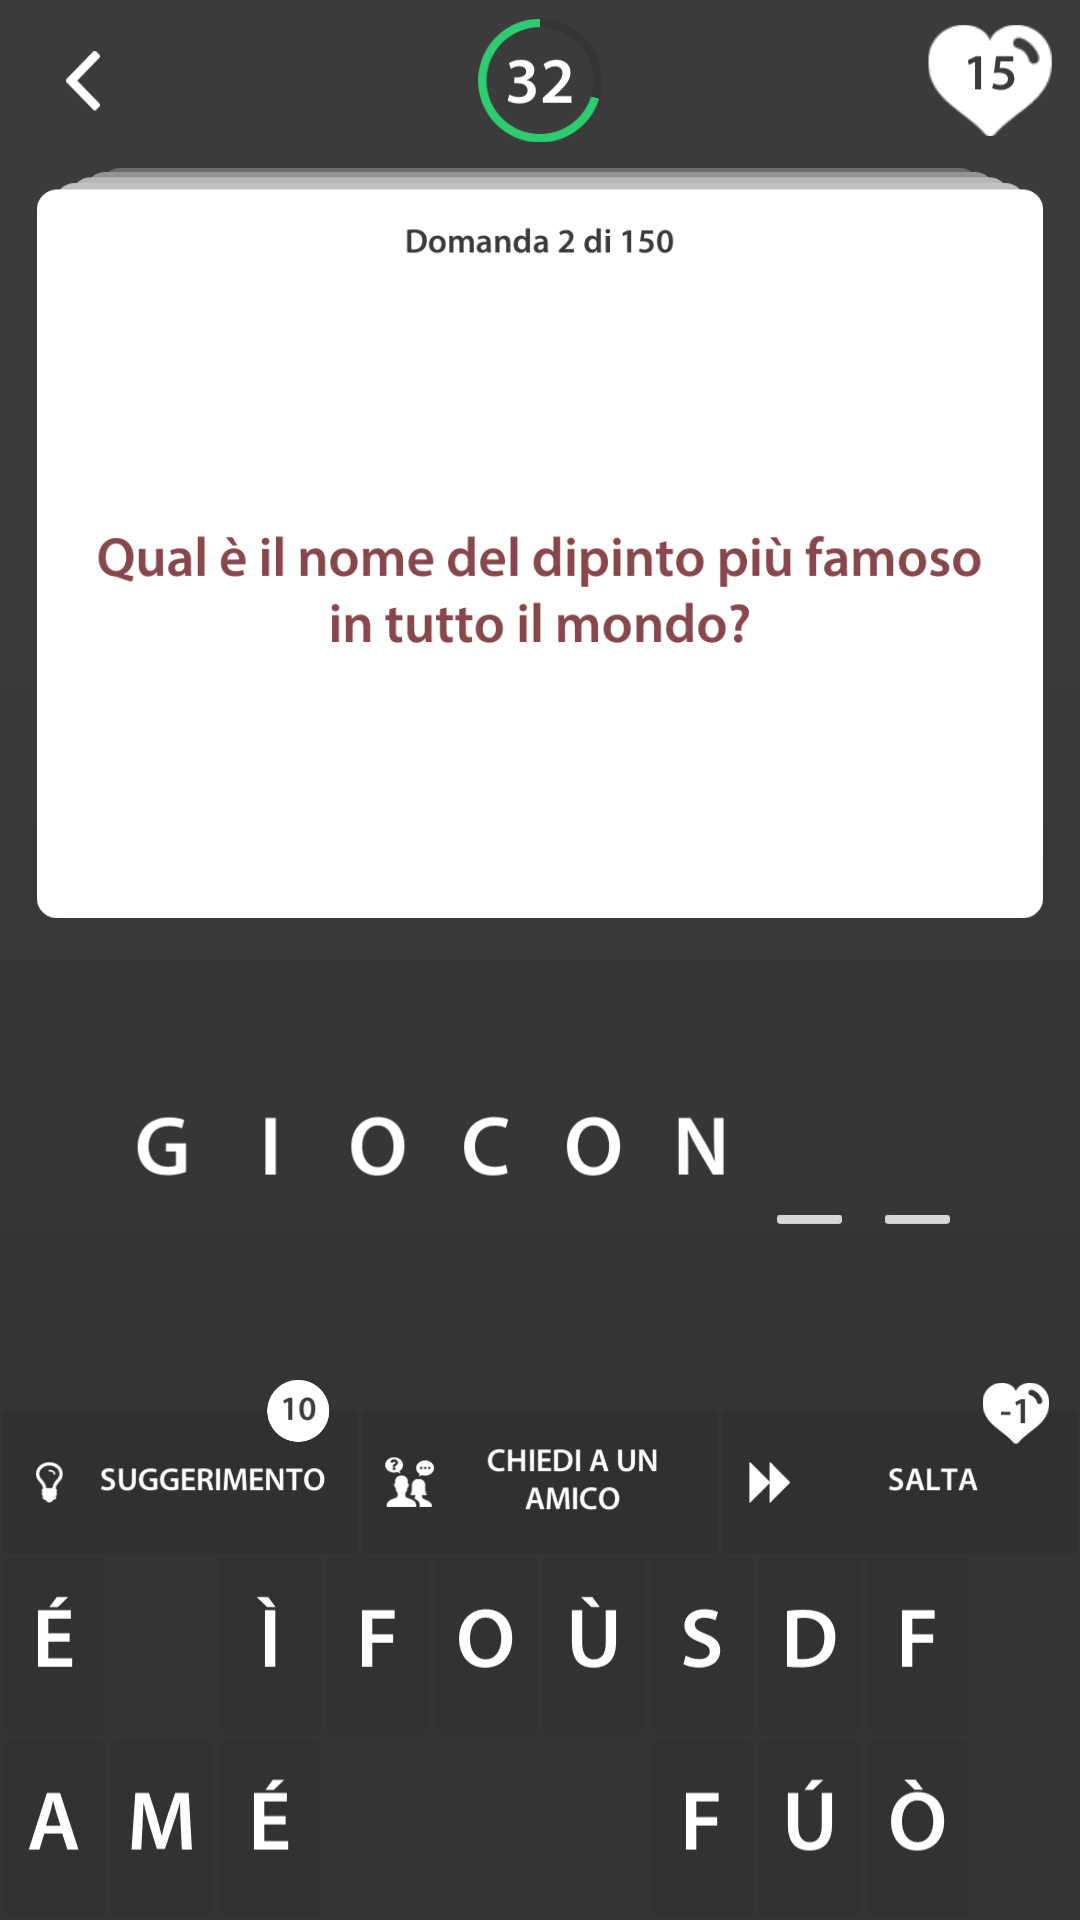 32
15
Domanda 2 di 150
Qual è il nome del dipinto più famoso
in tutto il mondo?
G I O C O N _ _
10
-1
SUGGERIMENTO
CHIEDI A UN
AMICO
SALTA
É Ì F O Ù S D F
A M É F Ú Ò